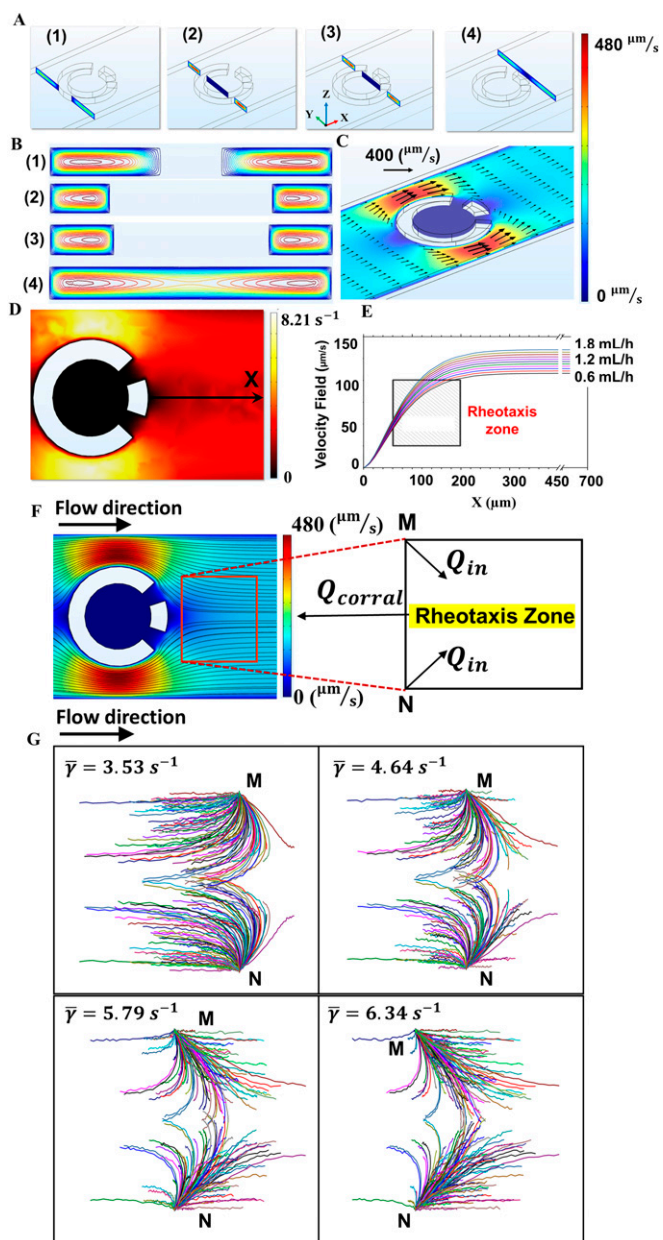 A
(1)
(2)
(3)
(4)
Z
Y
X
480 μm/s
B
(1)
(2)
(3)
(4)
C
400 (μm/s)
0 μm/s
D
X
8.21 s⁻¹
0
E
Velocity Field (μm/s)
150
100
50
0
0 100 200 300 450 700
X (μm)
1.8 mL/h
1.2 mL/h
0.6 mL/h
Rheotaxis
zone
F
Flow direction
480 (μm/s)
0 (μm/s)
M
Q_in
Q_corral
Rheotaxis Zone
Q_in
N
Flow direction
G
γ̅ = 3.53 s⁻¹
M
N
γ̅ = 4.64 s⁻¹
M
N
γ̅ = 5.79 s⁻¹
M
N
γ̅ = 6.34 s⁻¹
M
N